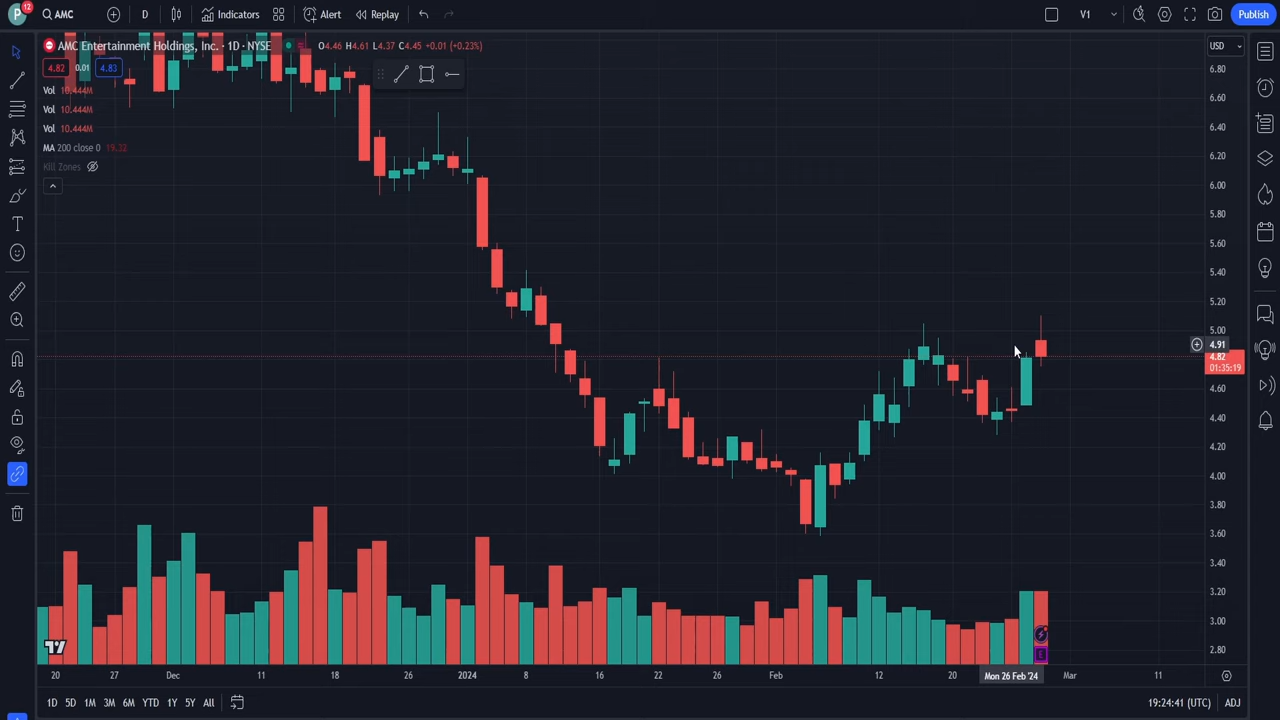 P 12 AMC D Indicators Alert Replay V1 Publish
AMC Entertainment Holdings, Inc. · 1D · NYSE O4.46 H4.61 L4.37 C4.45 +0.01 (+0.23%) USD
4.82 0.01 4.83
Vol 10.444M
Vol 10.444M
Vol 10.444M
MA 200 close 0 19.32
Kill Zones
6.80
6.60
6.40
6.20
6.00
5.80
5.60
5.40
5.20
5.00
4.91
4.82
01:35:19
4.60
4.40
4.20
4.00
3.80
3.60
3.40
3.20
3.00
2.80
E
20 27 Dec 11 18 26 2024 8 16 22 26 Feb 12 20 Mon 26 Feb '24 Mar 11
1D 5D 1M 3M 6M YTD 1Y 5Y All 19:24:41 (UTC) ADJ